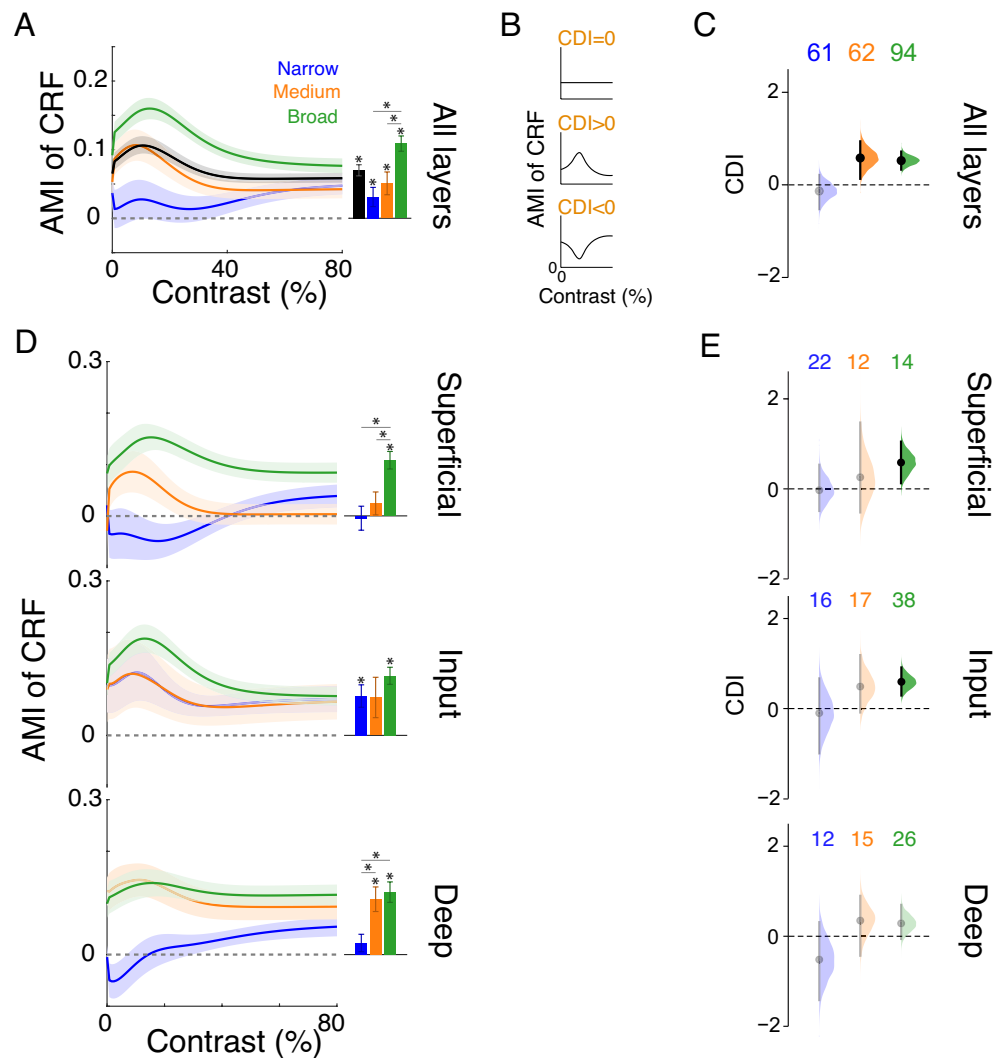 A
AMI of CRF
0.2
0.1
0
0
40
80
Contrast (%)
Narrow
Medium
Broad
*
*
*
*
*
*
*
All layers
B
CDI=0
CDI>0
CDI<0
AMI of CRF
0
0
Contrast (%)
C
61 62 94
CDI
2
0
−2
All layers
D
0.3
0
*
*
*
Superficial
AMI of CRF
0.3
0
*
*
Input
0.3
0
*
*
*
*
Deep
0
40
80
Contrast (%)
E
22 12 14
2
0
−2
Superficial
16 17 38
CDI
2
0
−2
Input
12 15 26
2
0
−2
Deep